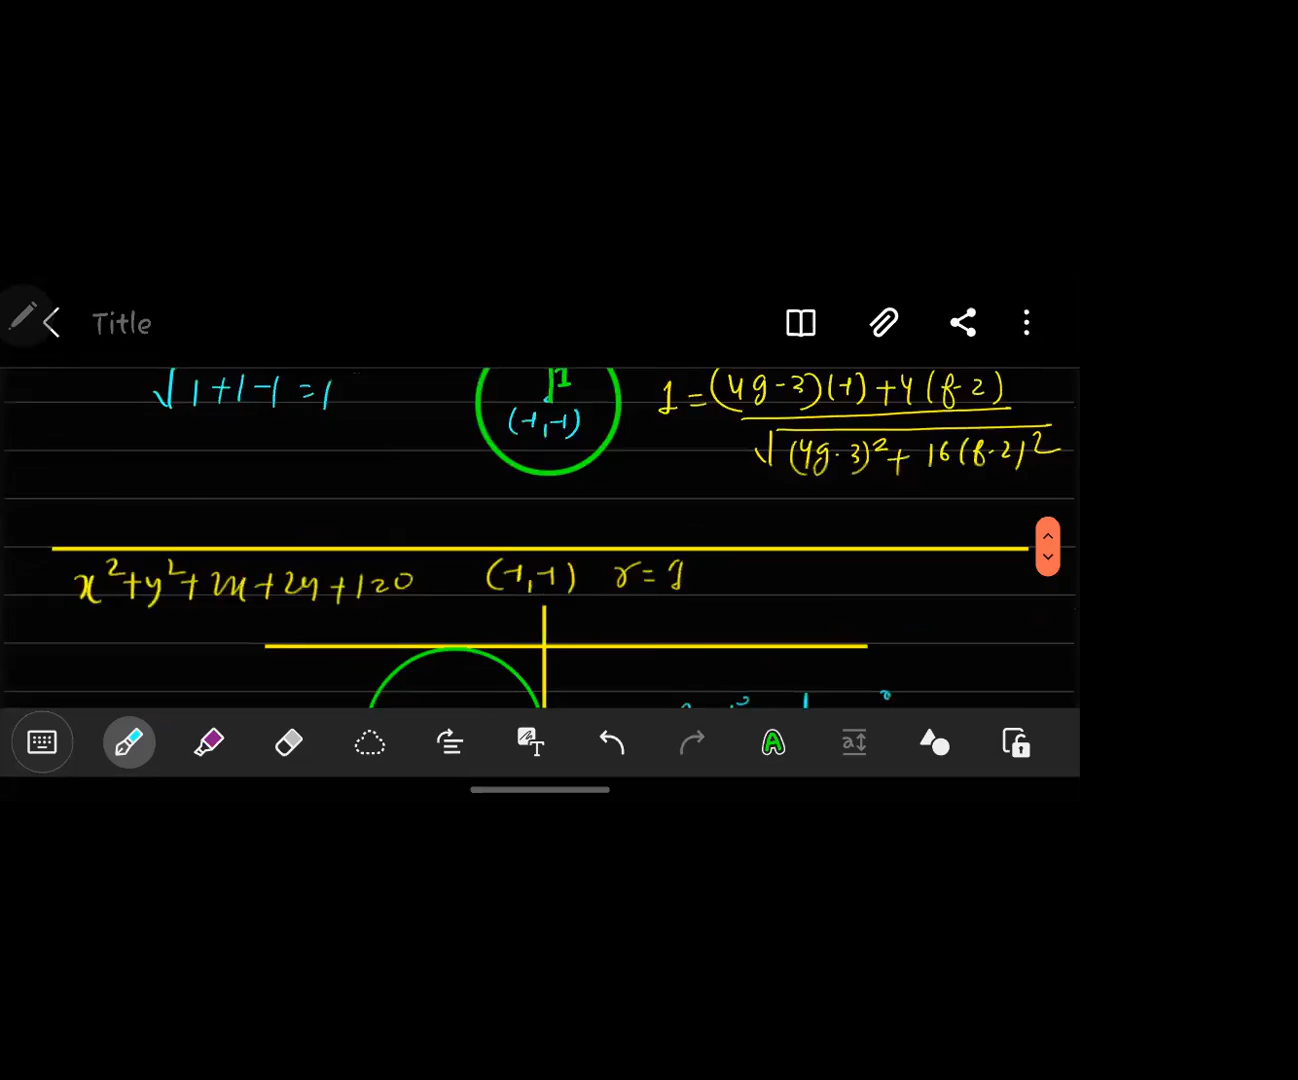 Title
√1+1-1 = 1
1
(-1,-1)
1 = (4g-3)(-1)+4(f-2)
√(4g-3)²+16(f-2)²
x²+y²+2x+2y+1=0 (-1,-1) r=1